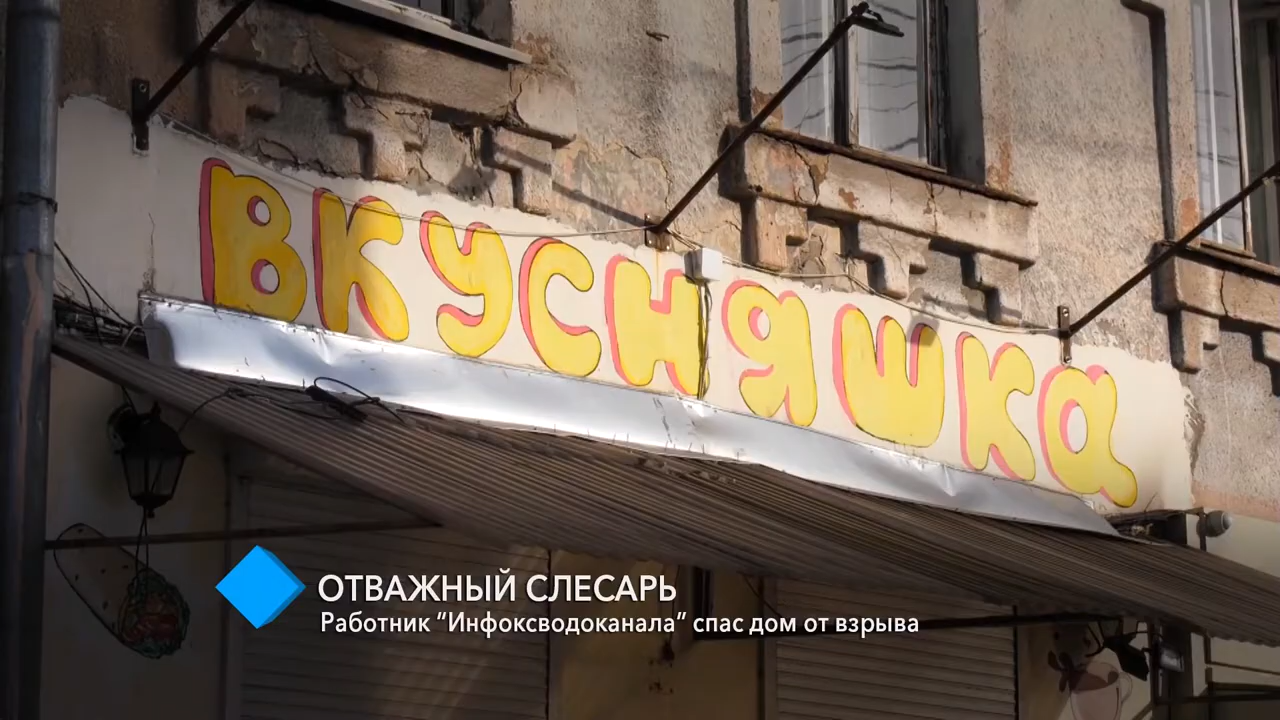 ВКУСНЯШКА
ОТВАЖНЫЙ СЛЕСАРЬ
Работник “Инфоксводоканала” спас дом от взрыва